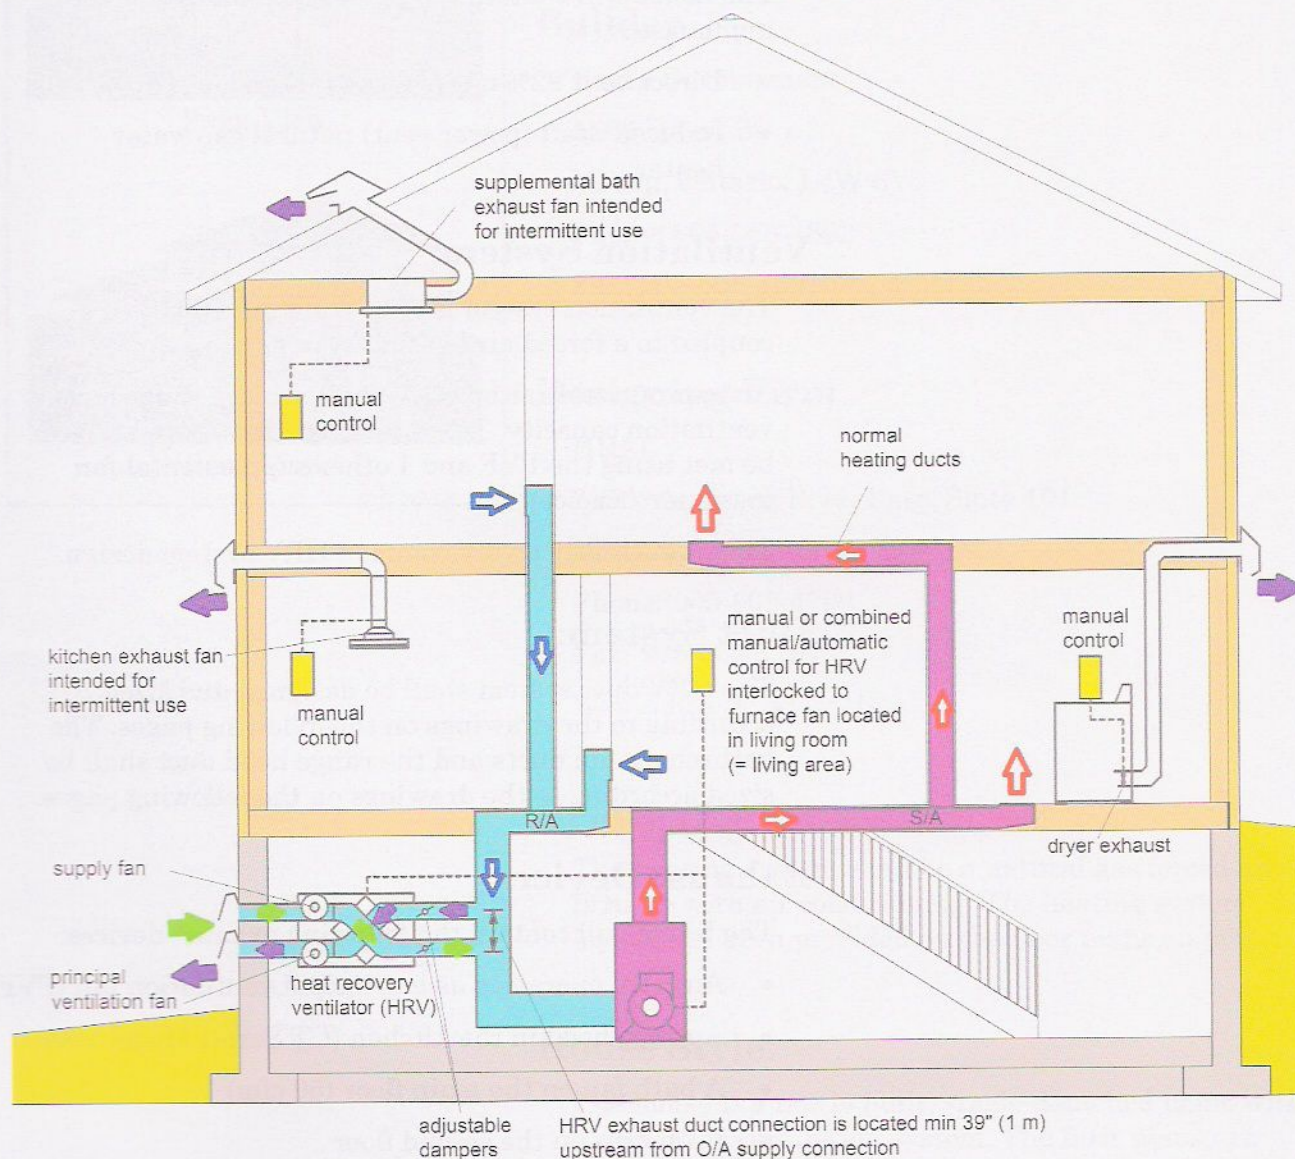 supplemental bath
exhaust fan intended
for intermittent use
manual
control
normal
heating ducts
kitchen exhaust fan
intended for
intermittent use
manual
control
manual or combined
manual/automatic
control for HRV
interlocked to
furnace fan located
in living room
(= living area)
manual
control
R/A
S/A
dryer exhaust
supply fan
principal
ventilation fan
heat recovery
ventilator (HRV)
adjustable
dampers
HRV exhaust duct connection is located min 39" (1 m)
upstream from O/A supply connection